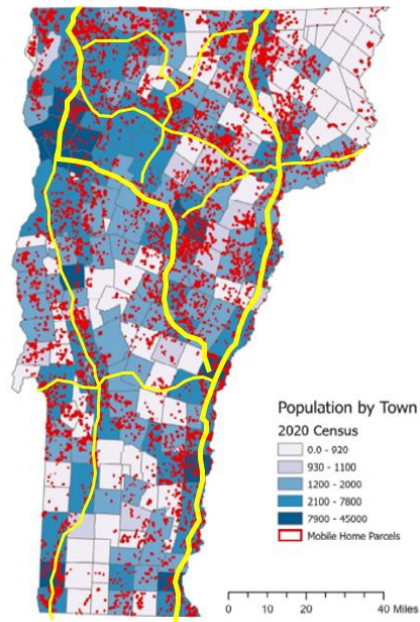 Population by Town
2020 Census
0.0 - 920
930 - 1100
1200 - 2000
2100 - 7800
7900 - 45000
Mobile Home Parcels
0 10 20 40 Miles